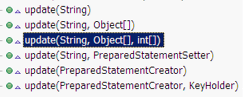 update(String)
update(String, Object[])
update(String, Object[], int[])
update(String, PreparedStatementSetter)
update(PreparedStatementCreator)
update(PreparedStatementCreator, KeyHolder)